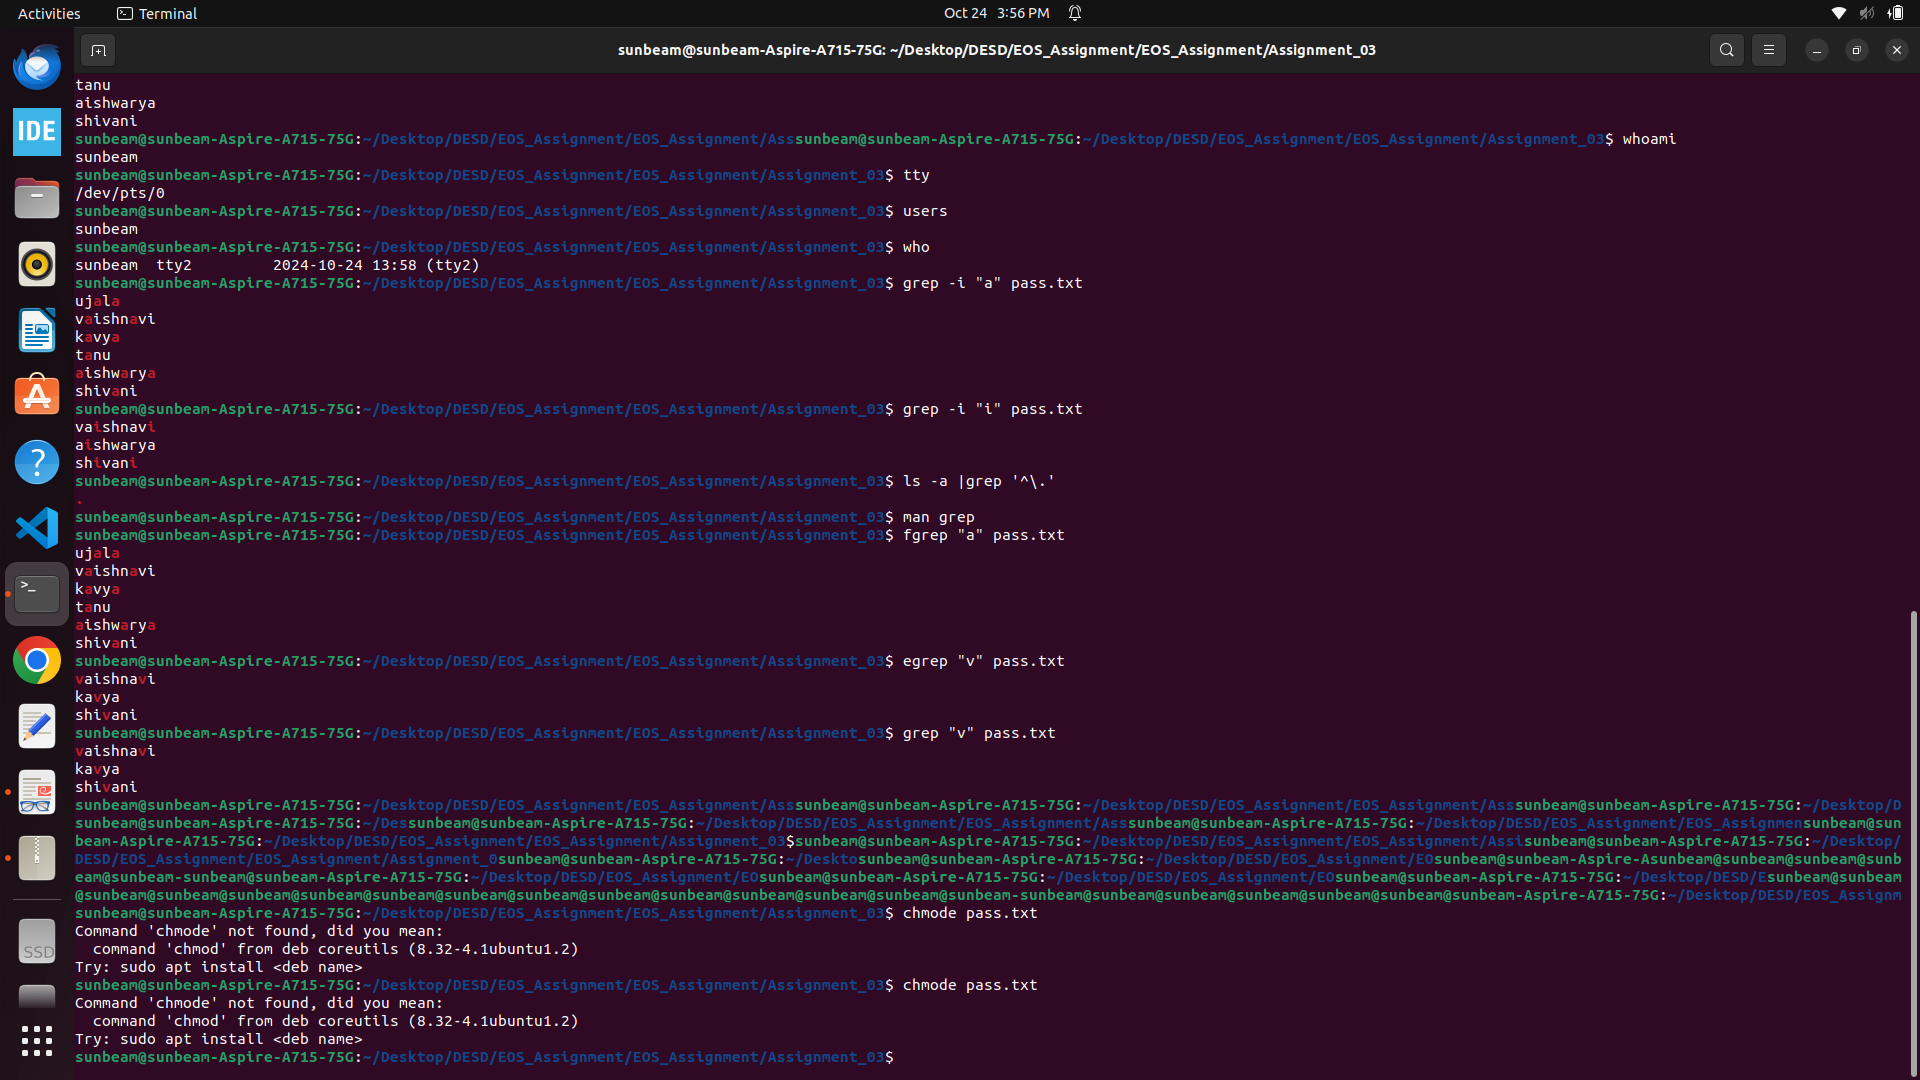 Activities Terminal Oct 24 3:56 PM
sunbeam@sunbeam-Aspire-A715-75G: ~/Desktop/DESD/EOS_Assignment/EOS_Assignment/Assignment_03
IDE
SSD
tanu
aishwarya
shivani
sunbeam@sunbeam-Aspire-A715-75G:~/Desktop/DESD/EOS_Assignment/EOS_Assignment/Asssunbeam@sunbeam-Aspire-A715-75G:~/Desktop/DESD/EOS_Assignment/EOS_Assignment/Assignment_03$ whoami
sunbeam
sunbeam@sunbeam-Aspire-A715-75G:~/Desktop/DESD/EOS_Assignment/EOS_Assignment/Assignment_03$ tty
/dev/pts/0
sunbeam@sunbeam-Aspire-A715-75G:~/Desktop/DESD/EOS_Assignment/EOS_Assignment/Assignment_03$ users
sunbeam
sunbeam@sunbeam-Aspire-A715-75G:~/Desktop/DESD/EOS_Assignment/EOS_Assignment/Assignment_03$ who
sunbeam  tty2         2024-10-24 13:58 (tty2)
sunbeam@sunbeam-Aspire-A715-75G:~/Desktop/DESD/EOS_Assignment/EOS_Assignment/Assignment_03$ grep -i "a" pass.txt
ujala
vaishnavi
kavya
tanu
aishwarya
shivani
sunbeam@sunbeam-Aspire-A715-75G:~/Desktop/DESD/EOS_Assignment/EOS_Assignment/Assignment_03$ grep -i "i" pass.txt
vaishnavi
aishwarya
shivani
sunbeam@sunbeam-Aspire-A715-75G:~/Desktop/DESD/EOS_Assignment/EOS_Assignment/Assignment_03$ ls -a |grep '^\.'
.
sunbeam@sunbeam-Aspire-A715-75G:~/Desktop/DESD/EOS_Assignment/EOS_Assignment/Assignment_03$ man grep
sunbeam@sunbeam-Aspire-A715-75G:~/Desktop/DESD/EOS_Assignment/EOS_Assignment/Assignment_03$ fgrep "a" pass.txt
ujala
vaishnavi
kavya
tanu
aishwarya
shivani
sunbeam@sunbeam-Aspire-A715-75G:~/Desktop/DESD/EOS_Assignment/EOS_Assignment/Assignment_03$ egrep "v" pass.txt
vaishnavi
kavya
shivani
sunbeam@sunbeam-Aspire-A715-75G:~/Desktop/DESD/EOS_Assignment/EOS_Assignment/Assignment_03$ grep "v" pass.txt
vaishnavi
kavya
shivani
sunbeam@sunbeam-Aspire-A715-75G:~/Desktop/DESD/EOS_Assignment/EOS_Assignment/Asssunbeam@sunbeam-Aspire-A715-75G:~/Desktop/DESD/EOS_Assignment/EOS_Assignment/Asssunbeam@sunbeam-Aspire-A715-75G:~/Desktop/D
sunbeam@sunbeam-Aspire-A715-75G:~/Dessunbeam@sunbeam-Aspire-A715-75G:~/Desktop/DESD/EOS_Assignment/EOS_Assignment/Asssunbeam@sunbeam-Aspire-A715-75G:~/Desktop/DESD/EOS_Assignment/EOS_Assignmensunbeam@sun
beam-Aspire-A715-75G:~/Desktop/DESD/EOS_Assignment/EOS_Assignment/Assignment_03$sunbeam@sunbeam-Aspire-A715-75G:~/Desktop/DESD/EOS_Assignment/EOS_Assignment/Assisunbeam@sunbeam-Aspire-A715-75G:~/Desktop/
DESD/EOS_Assignment/EOS_Assignment/Assignment_0sunbeam@sunbeam-Aspire-A715-75G:~/Desktosunbeam@sunbeam-Aspire-A715-75G:~/Desktop/DESD/EOS_Assignment/EOsunbeam@sunbeam-Aspire-Asunbeam@sunbeam@sunbeam@sunb
eam@sunbeam-sunbeam@sunbeam-Aspire-A715-75G:~/Desktop/DESD/EOS_Assignment/EOsunbeam@sunbeam-Aspire-A715-75G:~/Desktop/DESD/EOS_Assignment/EOsunbeam@sunbeam-Aspire-A715-75G:~/Desktop/DESD/Esunbeam@sunbeam
@sunbeam@sunbeam@sunbeam@sunbeam@sunbeam@sunbeam@sunbeam@sunbeam@sunbeam@sunbeam@sunbeam@sunbeam@sunbeam-sunbeam@sunbeam@sunbeam@sunbeam@sunbeam@sunbeam@sunbeam-Aspire-A715-75G:~/Desktop/DESD/EOS_Assignm
sunbeam@sunbeam-Aspire-A715-75G:~/Desktop/DESD/EOS_Assignment/EOS_Assignment/Assignment_03$ chmode pass.txt
Command 'chmode' not found, did you mean:
  command 'chmod' from deb coreutils (8.32-4.1ubuntu1.2)
Try: sudo apt install <deb name>
sunbeam@sunbeam-Aspire-A715-75G:~/Desktop/DESD/EOS_Assignment/EOS_Assignment/Assignment_03$ chmode pass.txt
Command 'chmode' not found, did you mean:
  command 'chmod' from deb coreutils (8.32-4.1ubuntu1.2)
Try: sudo apt install <deb name>
sunbeam@sunbeam-Aspire-A715-75G:~/Desktop/DESD/EOS_Assignment/EOS_Assignment/Assignment_03$